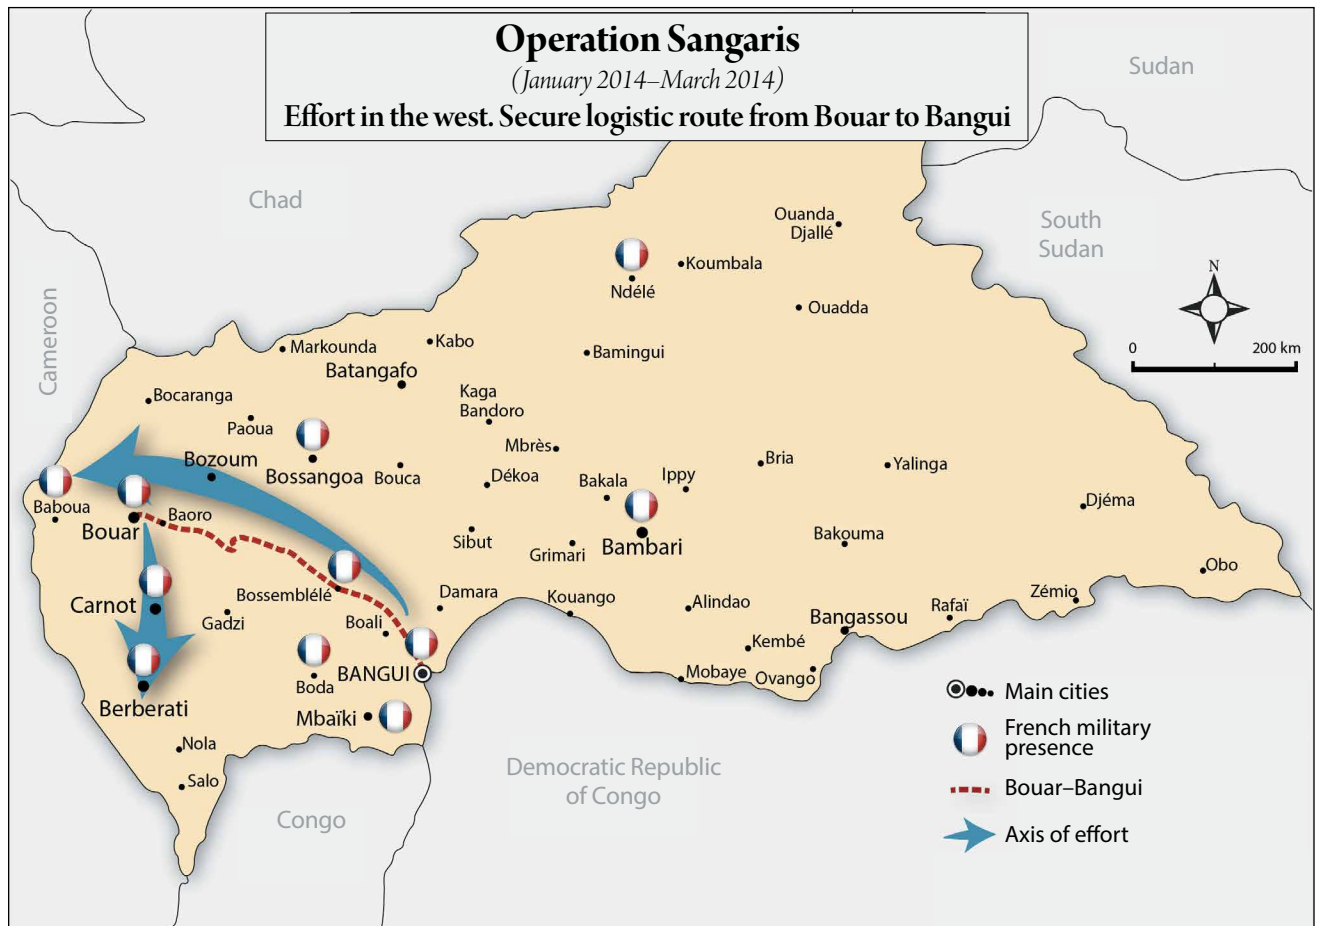 Operation Sangaris
(January 2014–March 2014)
Effort in the west. Secure logistic route from Bouar to Bangui
Sudan
Chad
South
Sudan
Cameroon
Ouanda
Djallé
Koumbala
Ndélé
Ouadda
N
0
200 km
Markounda
Kabo
Bamingui
Batangafo
Bocaranga
Kaga
Bandoro
Paoua
Mbrès
Bozoum
Bossangoa
Bouca
Dékoa
Bakala
Ippy
Bria
Yalinga
Baboua
Bouar
Baoro
Sibut
Grimari
Bambari
Bakouma
Djéma
Obo
Carnot
Gadzi
Bossemblélé
Damara
Boali
Kouango
Alindao
Bangassou
Rafaï
Zémio
Kembé
Boda
BANGUI
Mobaye
Ovango
Berberati
Mbaïki
Nola
Salo
Congo
Democratic Republic
of Congo
Main cities
French military
presence
Bouar–Bangui
Axis of effort